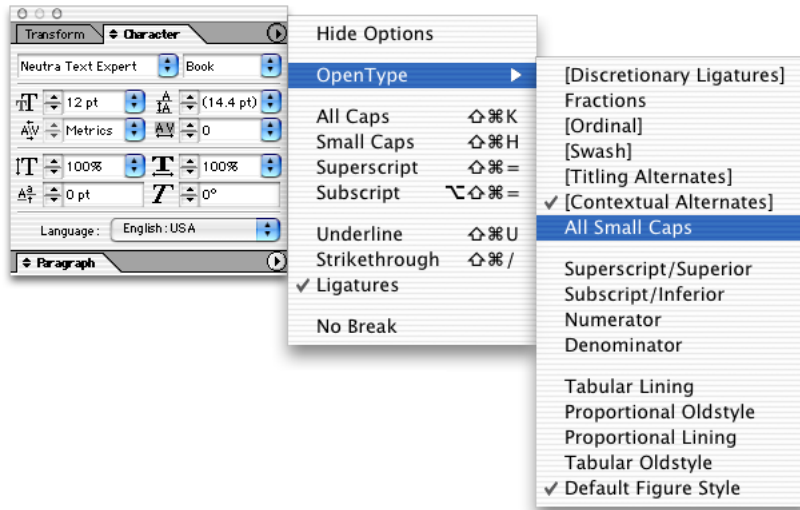 Transform Character
Neutra Text Expert Book
12 pt (14.4 pt)
Metrics 0
100% 100%
0 pt 0°
Language: English: USA
Paragraph
Hide Options
OpenType
All Caps ⇧⌘K
Small Caps ⇧⌘H
Superscript ⇧⌘=
Subscript ⌥⇧⌘=
Underline ⇧⌘U
Strikethrough ⇧⌘/
✓ Ligatures
No Break
[Discretionary Ligatures]
Fractions
[Ordinal]
[Swash]
[Titling Alternates]
✓ [Contextual Alternates]
All Small Caps
Superscript/Superior
Subscript/Inferior
Numerator
Denominator
Tabular Lining
Proportional Oldstyle
Proportional Lining
Tabular Oldstyle
✓ Default Figure Style